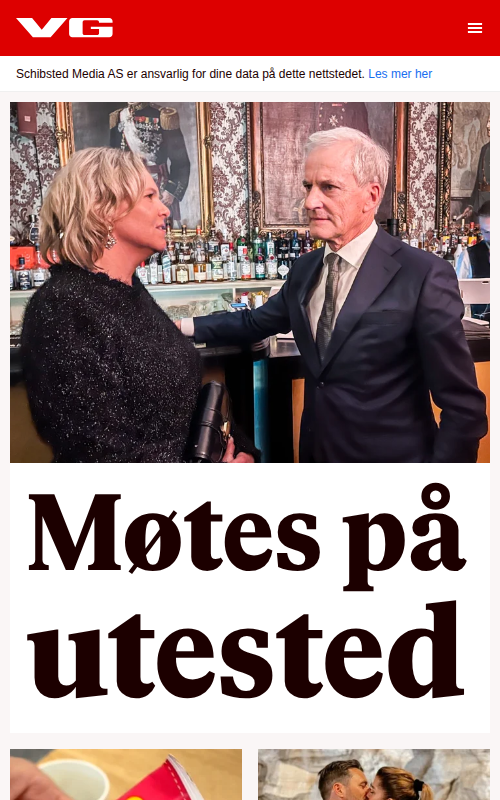 VG
Schibsted Media AS er ansvarlig for dine data på dette nettstedet. Les mer her
Møtes på
utested